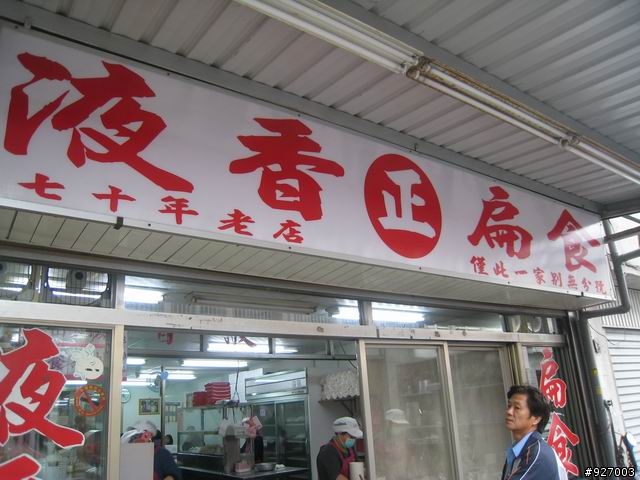 液香 正 扁食
七十年老店
僅此一家別無分號
液
扁食
#927003